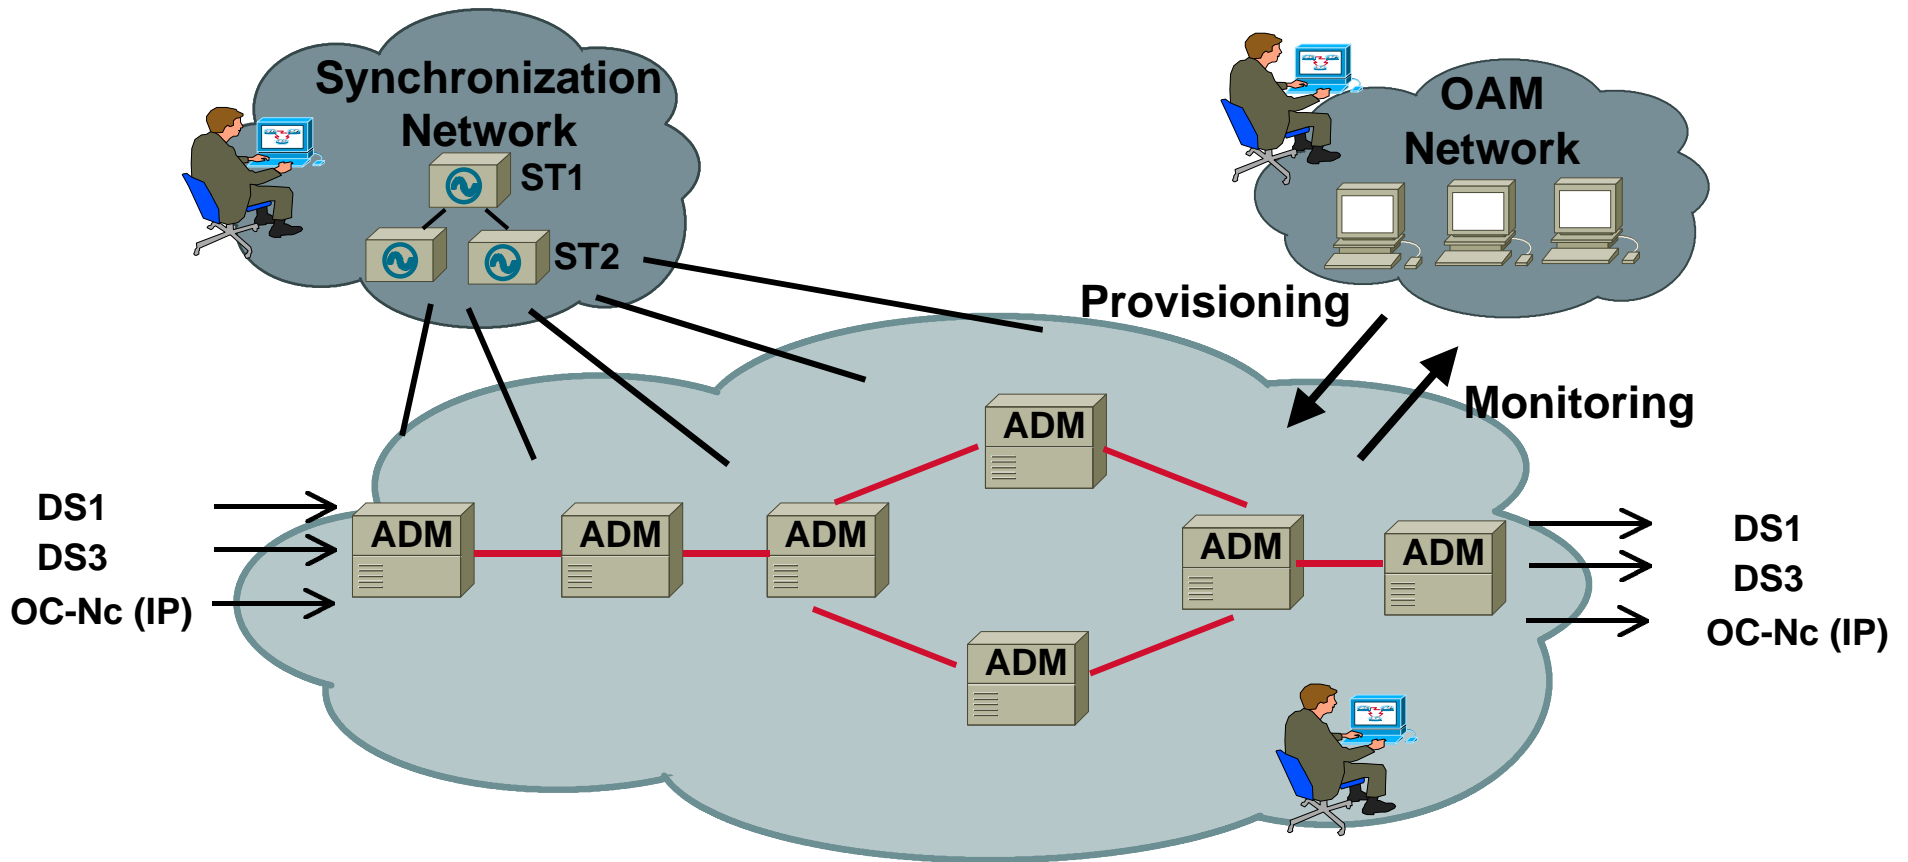 Synchronization
Network
ST1
ST2
OAM
Network
Provisioning
Monitoring
ADM
DS1
DS3
OC-Nc (IP)
ADM
ADM
ADM
ADM
ADM
ADM
DS1
DS3
OC-Nc (IP)